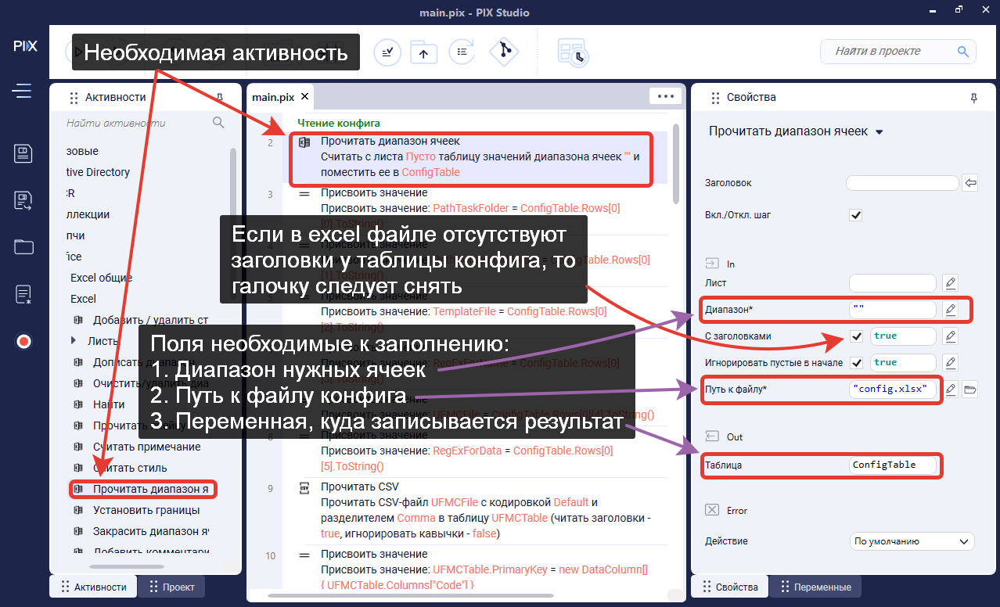 main.pix - PIX Studio
PIX
Необходимая активность
Найти в проекте
Активности
Найти активности
зовые
tive Directory
R
ллекции
пчи
fice
Excel общие
Excel
Добавить / удалить ст
Листы
Дописать диапазон
Очистить/удалить диа
Найти
Прочитать
Считать примечание
Считать стиль
Прочитать диапазон я
Установить границы
Закрасить диапазон яч
Добавить комментари
Активности
Проект
main.pix
Чтение конфига
2
Прочитать диапазон ячеек
Считать с листа Пусто таблицу значений диапазона ячеек "" и
поместить ее в ConfigTable
3
Присвоить значение
Присвоить значение: PathTaskFolder = ConfigTable.Rows[0]
[0].ToString()
Если в excel файле отсутствуют
заголовки у таблицы конфига, то
галочку следует снять
4
Присвоить значение
= ConfigTable.Rows[0]
[1].ToString()
5
Присвоить значение
TemplateFile = ConfigTable.Rows[0]
[2].ToString()
Поля необходимые к заполнению:
1. Диапазон нужных ячеек
2. Путь к файлу конфига
3. Переменная, куда записывается результат
RegExForName = ConfigTable.Rows[0]
[3].ToString()
UFMCFile = ConfigTable.Rows[0][4].ToString()
8
Присвоить значение
Присвоить значение: RegExForData = ConfigTable.Rows[0]
[5].ToString()
9
CSV
Прочитать CSV
Прочитать CSV-файл UFMCFile с кодировкой Default и
разделителем Comma в таблицу UFMCTable (читать заголовки -
true, игнорировать кавычки - false)
10
Присвоить значение
Присвоить значение: UFMCTable.PrimaryKey = new DataColumn[]
{ UFMCTable.Columns["Code"] }
Свойства
Прочитать диапазон ячеек
Заголовок
Вкл./Откл. шаг
In
Лист
Диапазон*
""
С заголовками
true
Игнорировать пустые в начале
true
Путь к файлу*
"config.xlsx"
Out
Таблица
ConfigTable
Error
Действие
По умолчанию
Свойства
Переменные